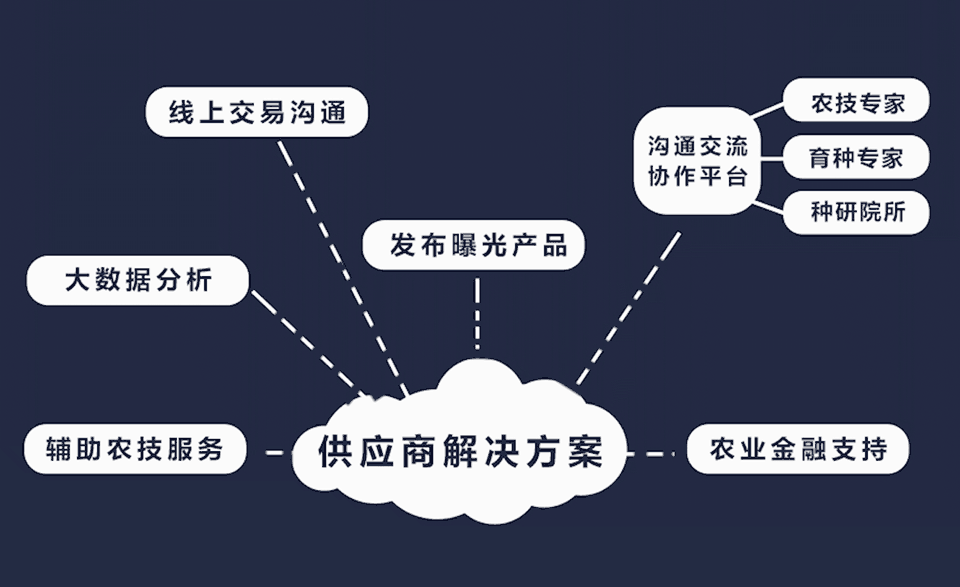 线上交易沟通
农技专家
沟通交流
协作平台
育种专家
种研院所
发布曝光产品
大数据分析
辅助农技服务
供应商解决方案
农业金融支持